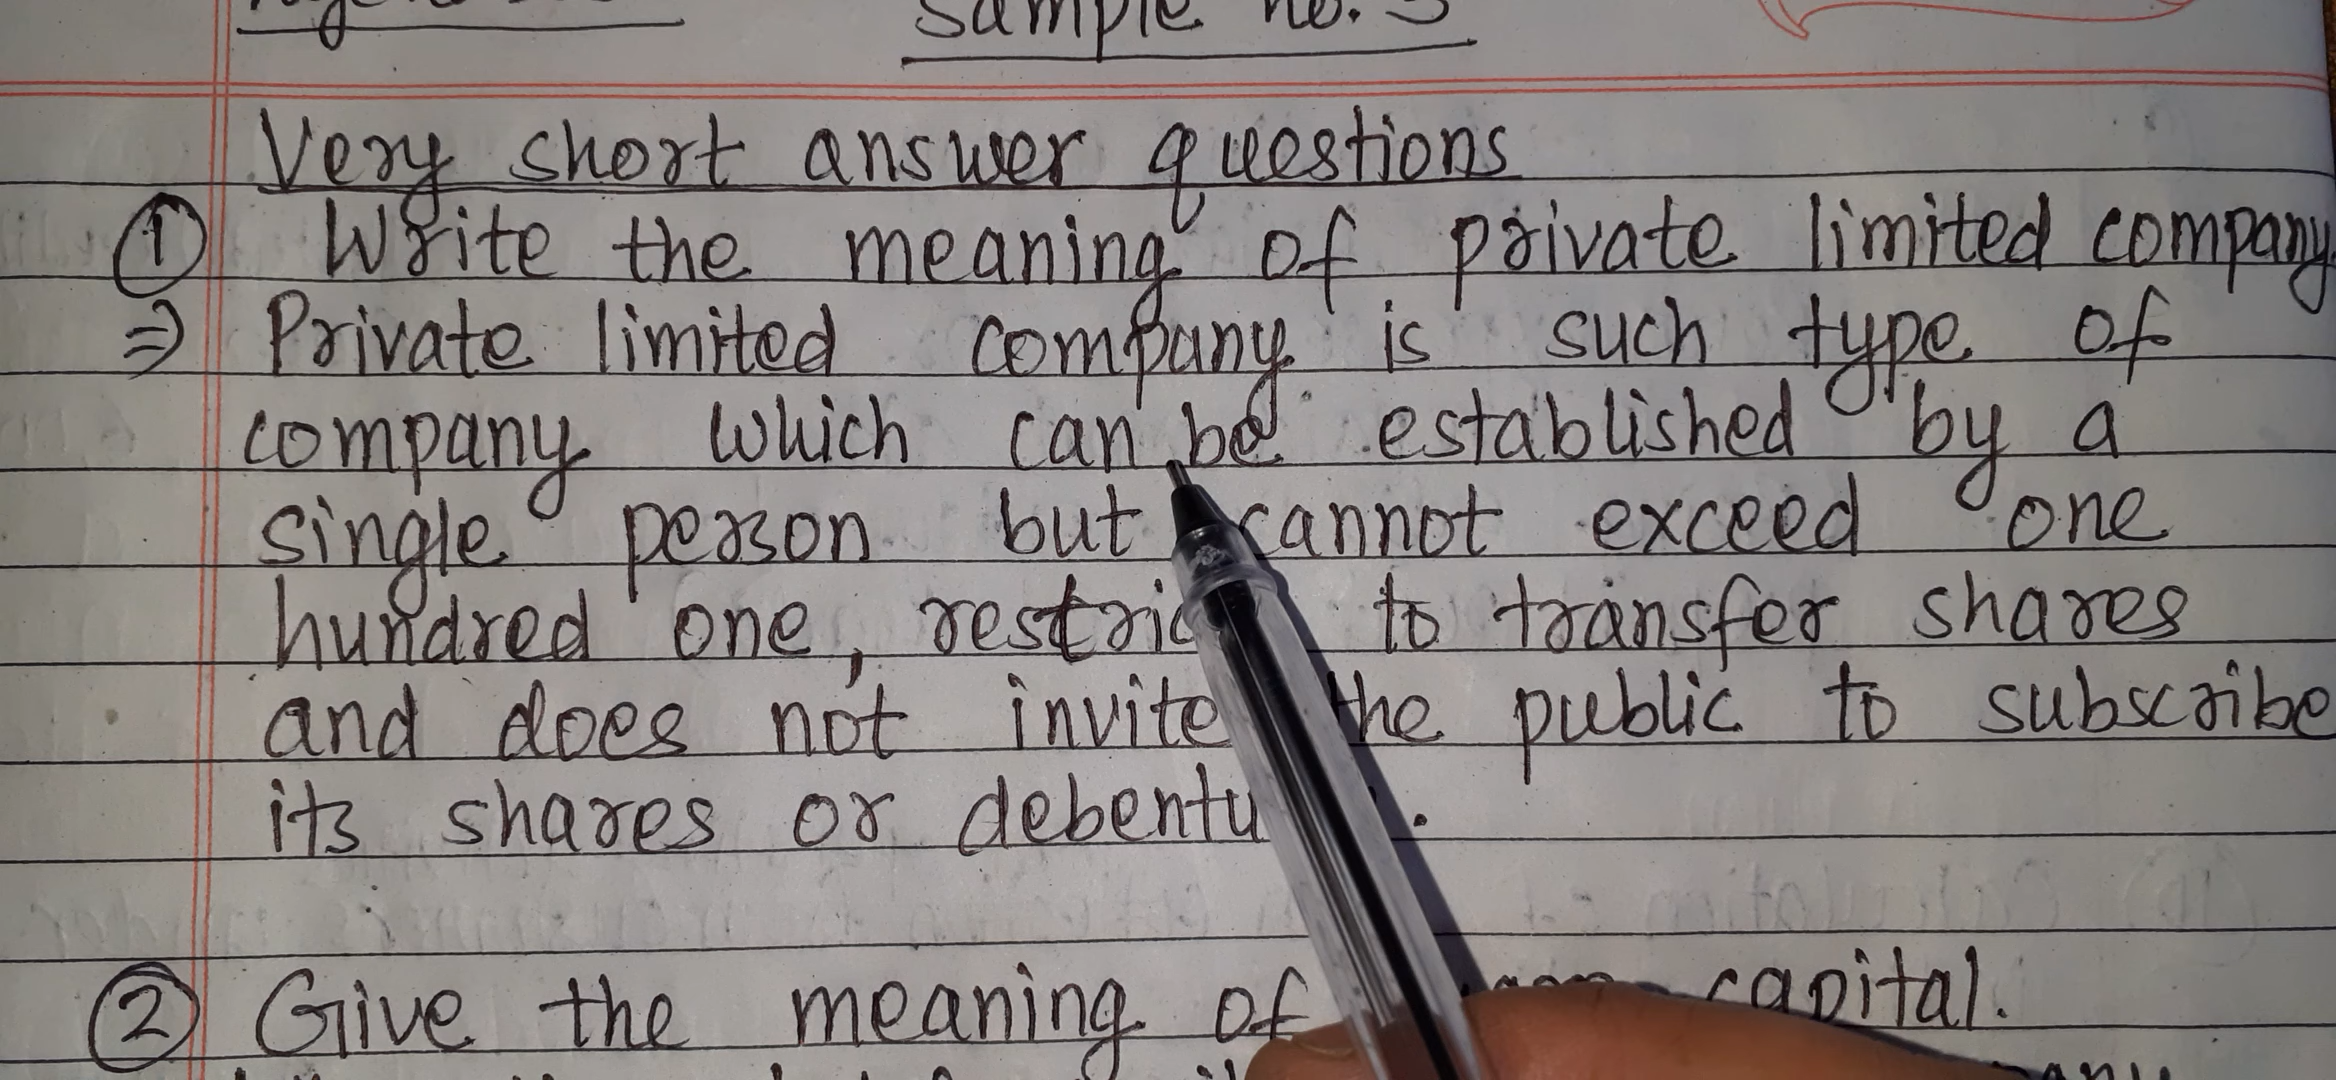 sample no. 3
Very short answer questions
① Write the meaning of private limited company.
⇒ Private limited company is such type of
company which can be established by a
single person but cannot exceed one
hundred one, to transfer shares
and does not invite the public to subscribe
its shares or
② Give the meaning of capital.